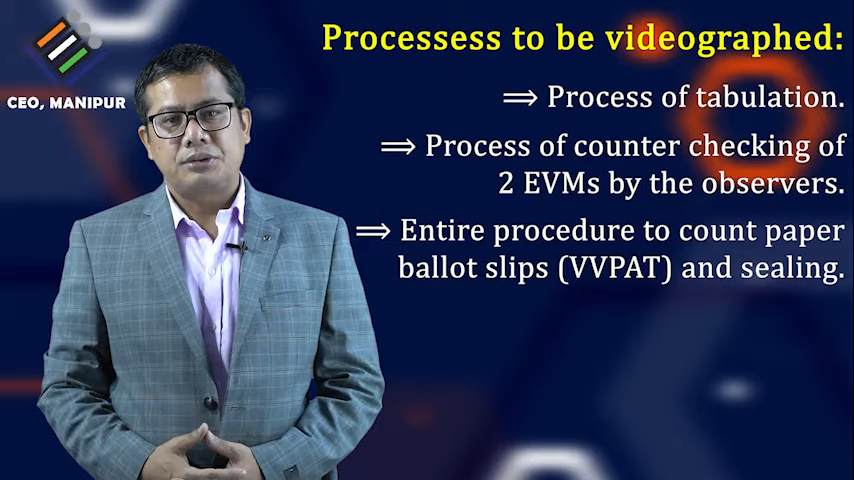 CEO, MANIPUR
Processess to be videographed:
⟹ Process of tabulation.
⟹ Process of counter checking of
2 EVMs by the observers.
⟹ Entire procedure to count paper
ballot slips (VVPAT) and sealing.